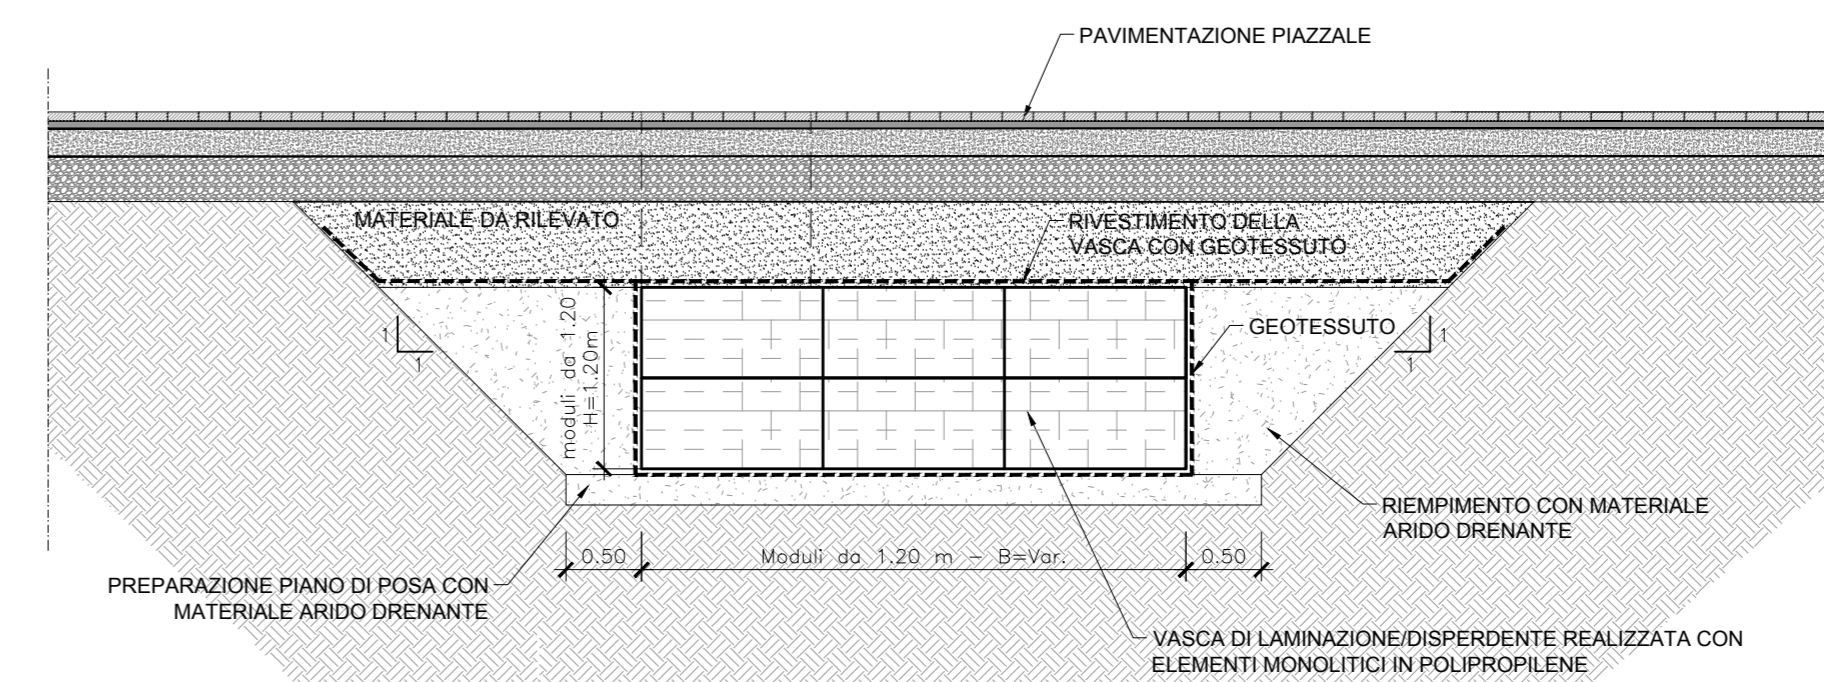 PAVIMENTAZIONE PIAZZALE
MATERIALE DA RILEVATO
RIVESTIMENTO DELLA
VASCA CON GEOTESSUTO
GEOTESSUTO
1
1
1
1
moduli da 1.20
H=1.20m
RIEMPIMENTO CON MATERIALE
ARIDO DRENANTE
0.50
Moduli da 1.20 m – B=Var.
0.50
PREPARAZIONE PIANO DI POSA CON
MATERIALE ARIDO DRENANTE
VASCA DI LAMINAZIONE/DISPERDENTE REALIZZATA CON
ELEMENTI MONOLITICI IN POLIPROPILENE